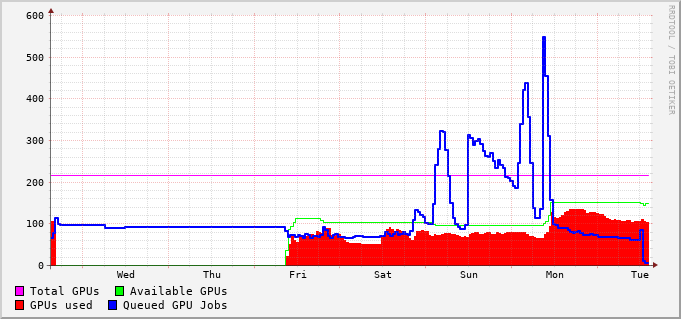 600
500
400
300
200
100
0
Wed Thu Fri Sat Sun Mon Tue
Total GPUs Available GPUs
GPUs used Queued GPU Jobs
RRDTOOL / TOBI OETIKER